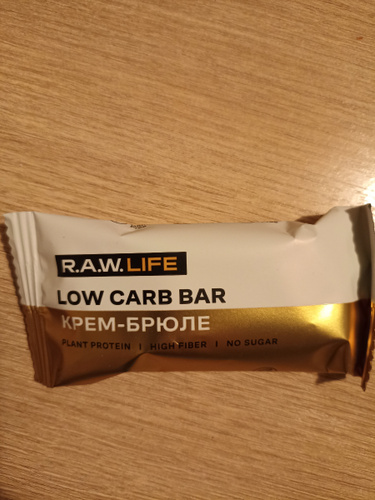 R.A.W. LIFE
LOW CARB BAR
КРЕМ-БРЮЛЕ
PLANT PROTEIN | HIGH FIBER | NO SUGAR